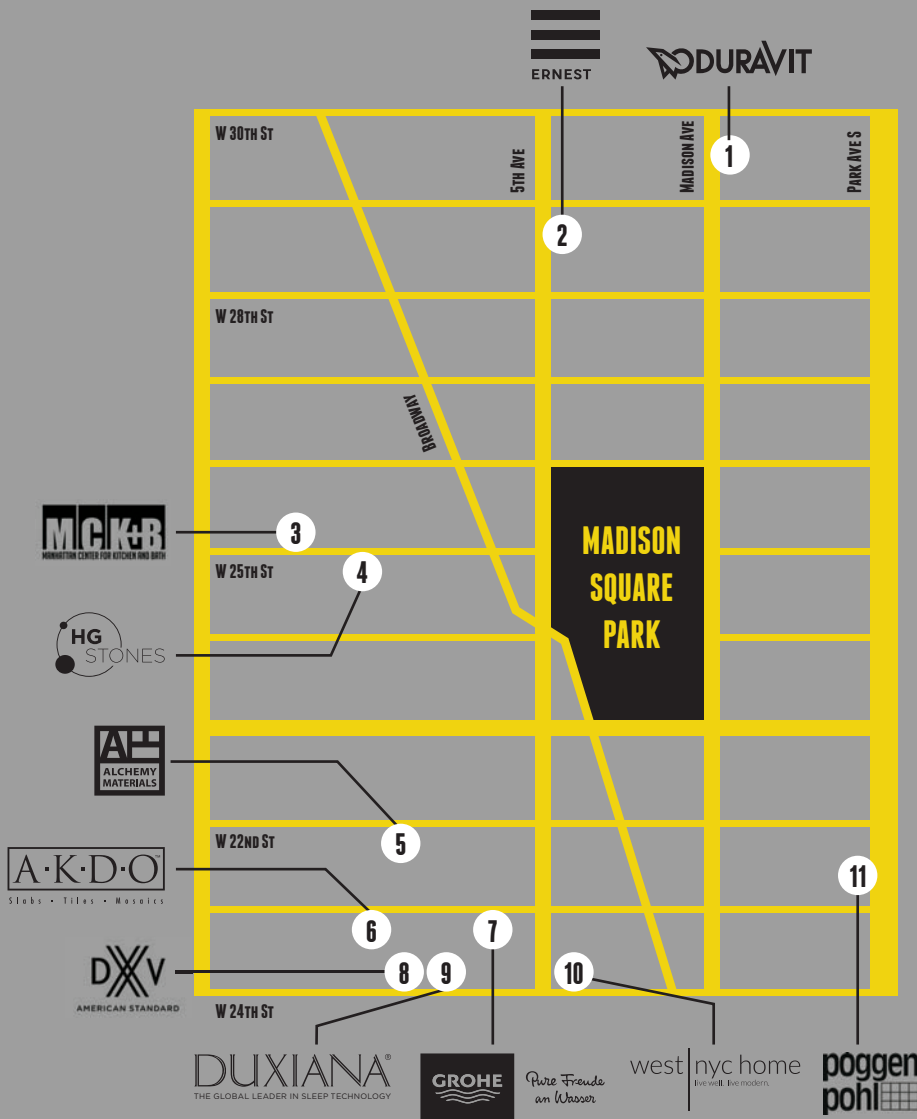 ERNEST
DURAVIT
W 30TH ST
5TH AVE
MADISON AVE
PARK AVE S
1
2
W 28TH ST
BROADWAY
MCK+B
MANHATTAN CENTER FOR KITCHEN AND BATH
3
MADISON
SQUARE
PARK
W 25TH ST
4
HG
STONES
ALCHEMY
MATERIALS
5
W 22ND ST
A·K·D·O™
Slabs • Tiles • Mosaics
6
7
11
DXV
AMERICAN STANDARD
8
9
10
W 24TH ST
DUXIANA®
THE GLOBAL LEADER IN SLEEP TECHNOLOGY
GROHE
Pure Freude
an Wasser
west nyc home
live well. live modern.
poggen
pohl